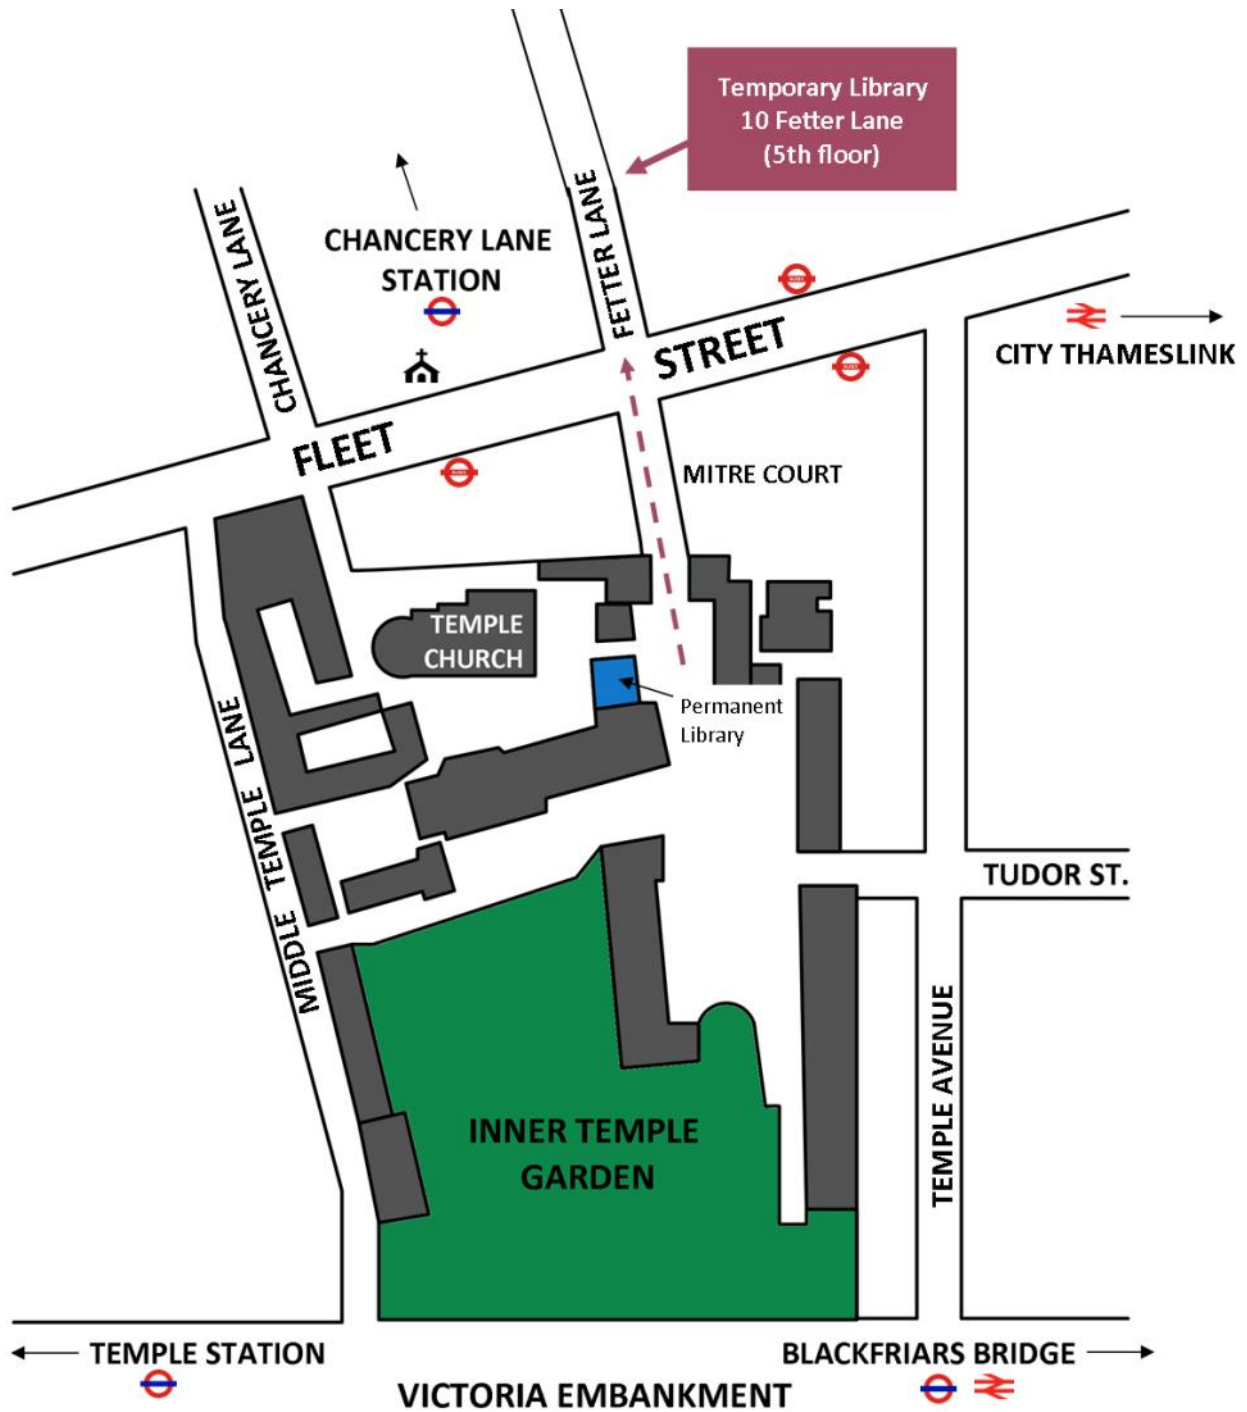 Temporary Library
10 Fetter Lane
(5th floor)
CHANCERY LANE
FETTER LANE
CHANCERY LANE
STATION
STREET
CITY THAMESLINK
FLEET
MITRE COURT
TEMPLE
CHURCH
Permanent
Library
MIDDLE TEMPLE LANE
TUDOR ST.
TEMPLE AVENUE
INNER TEMPLE
GARDEN
TEMPLE STATION
BLACKFRIARS BRIDGE
VICTORIA EMBANKMENT